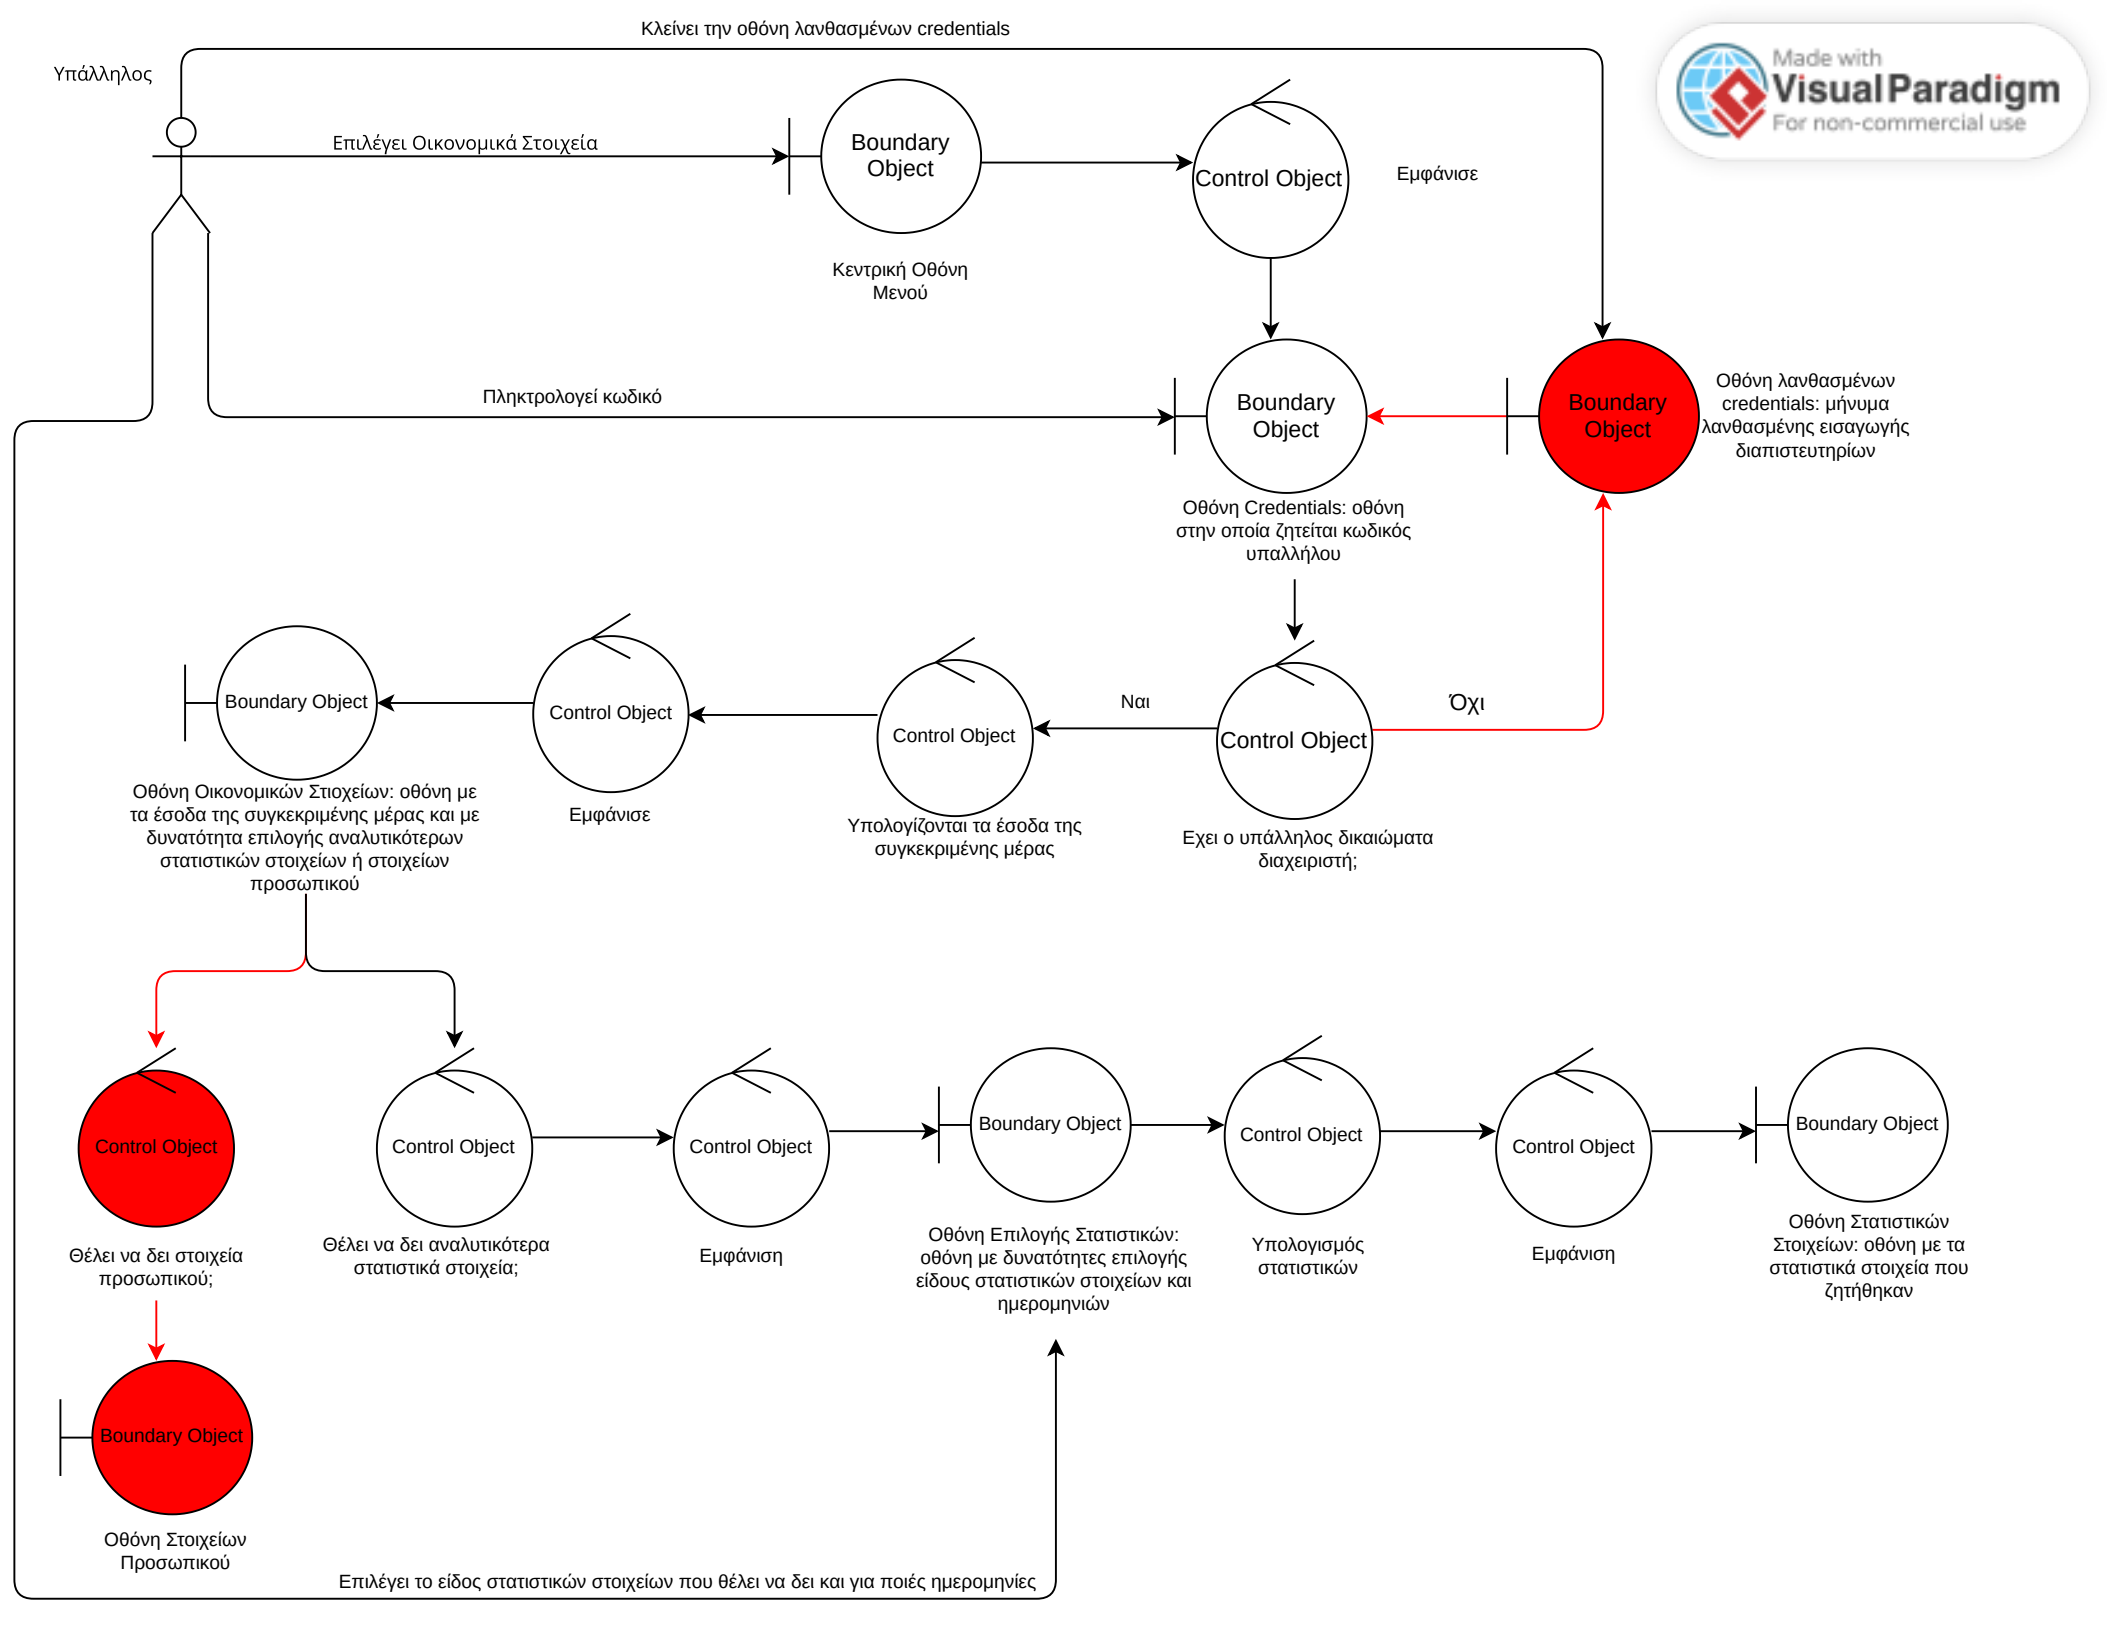 Κλείνει την οθόνη λανθασμένων credentials
Made with
Visual Paradigm
For non-commercial use
Υπάλληλος
Επιλέγει Οικονομικά Στοιχεία
Boundary
Object
Control Object
Εμφάνισε
Κεντρική Οθόνη
Μενού
Πληκτρολογεί κωδικό
Boundary
Object
Boundary
Object
Οθόνη λανθασμένων
credentials: μήνυμα
λανθασμένης εισαγωγής
διαπιστευτηρίων
Οθόνη Credentials: οθόνη
στην οποία ζητείται κωδικός
υπαλλήλου
Boundary Object
Control Object
Control Object
Ναι
Control Object
Όχι
Οθόνη Οικονομικών Στιοχείων: οθόνη με
τα έσοδα της συγκεκριμένης μέρας και με
δυνατότητα επιλογής αναλυτικότερων
στατιστικών στοιχείων ή στοιχείων
προσωπικού
Εμφάνισε
Υπολογίζονται τα έσοδα της
συγκεκριμένης μέρας
Εχει ο υπάλληλος δικαιώματα
διαχειριστή;
Control Object
Control Object
Control Object
Boundary Object
Control Object
Control Object
Boundary Object
Θέλει να δει στοιχεία
προσωπικού;
Θέλει να δει αναλυτικότερα
στατιστικά στοιχεία;
Εμφάνιση
Οθόνη Επιλογής Στατιστικών:
οθόνη με δυνατότητες επιλογής
είδους στατιστικών στοιχείων και
ημερομηνιών
Υπολογισμός
στατιστικών
Εμφάνιση
Οθόνη Στατιστικών
Στοιχείων: οθόνη με τα
στατιστικά στοιχεία που
ζητήθηκαν
Boundary Object
Οθόνη Στοιχείων
Προσωπικού
Επιλέγει το είδος στατιστικών στοιχείων που θέλει να δει και για ποιές ημερομηνίες